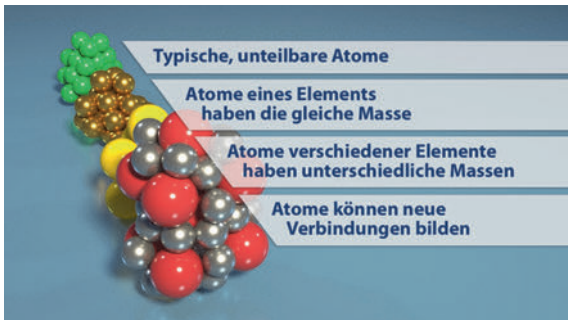 Typische, unteilbare Atome
Atome eines Elements
haben die gleiche Masse
Atome verschiedener Elemente
haben unterschiedliche Massen
Atome können neue
Verbindungen bilden